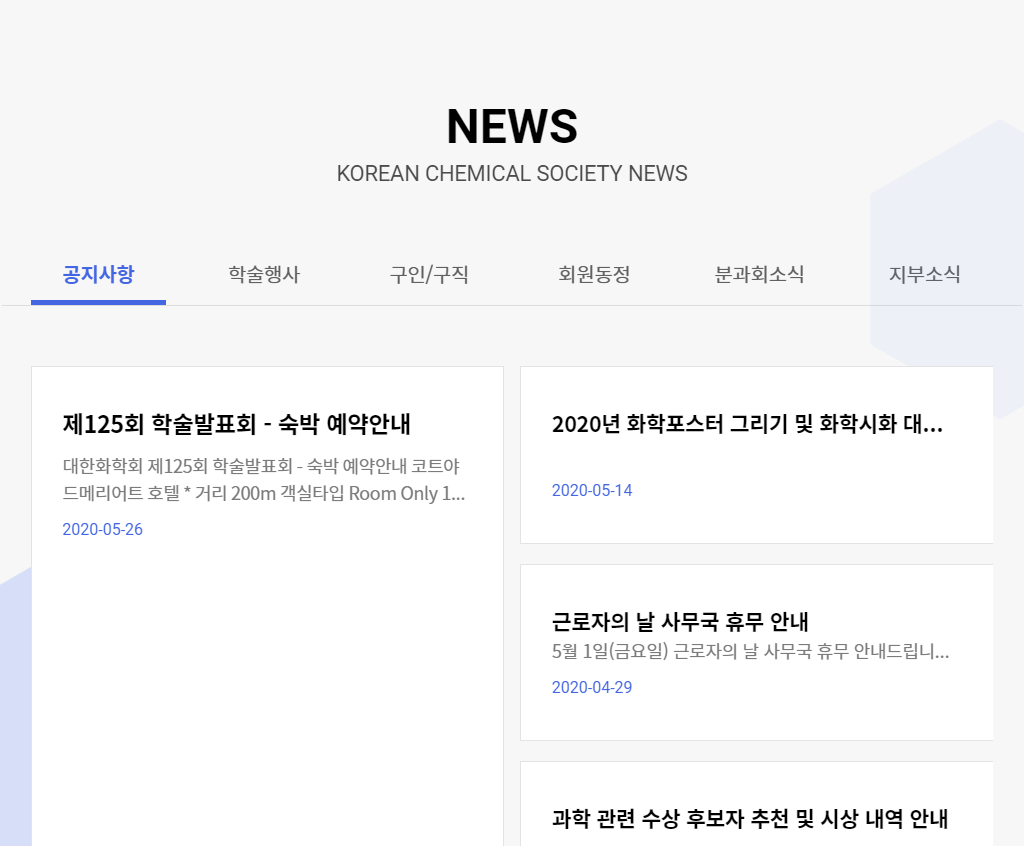 NEWS
KOREAN CHEMICAL SOCIETY NEWS
공지사항 학술행사 구인/구직 회원동정 분과회소식 지부소식
제125회 학술발표회 - 숙박 예약안내
대한화학회 제125회 학술발표회 - 숙박 예약안내 코트야
드메리어트 호텔 * 거리 200m 객실타입 Room Only 1...
2020-05-26
2020년 화학포스터 그리기 및 화학시화 대...
2020-05-14
근로자의 날 사무국 휴무 안내
5월 1일(금요일) 근로자의 날 사무국 휴무 안내드립니...
2020-04-29
과학 관련 수상 후보자 추천 및 시상 내역 안내